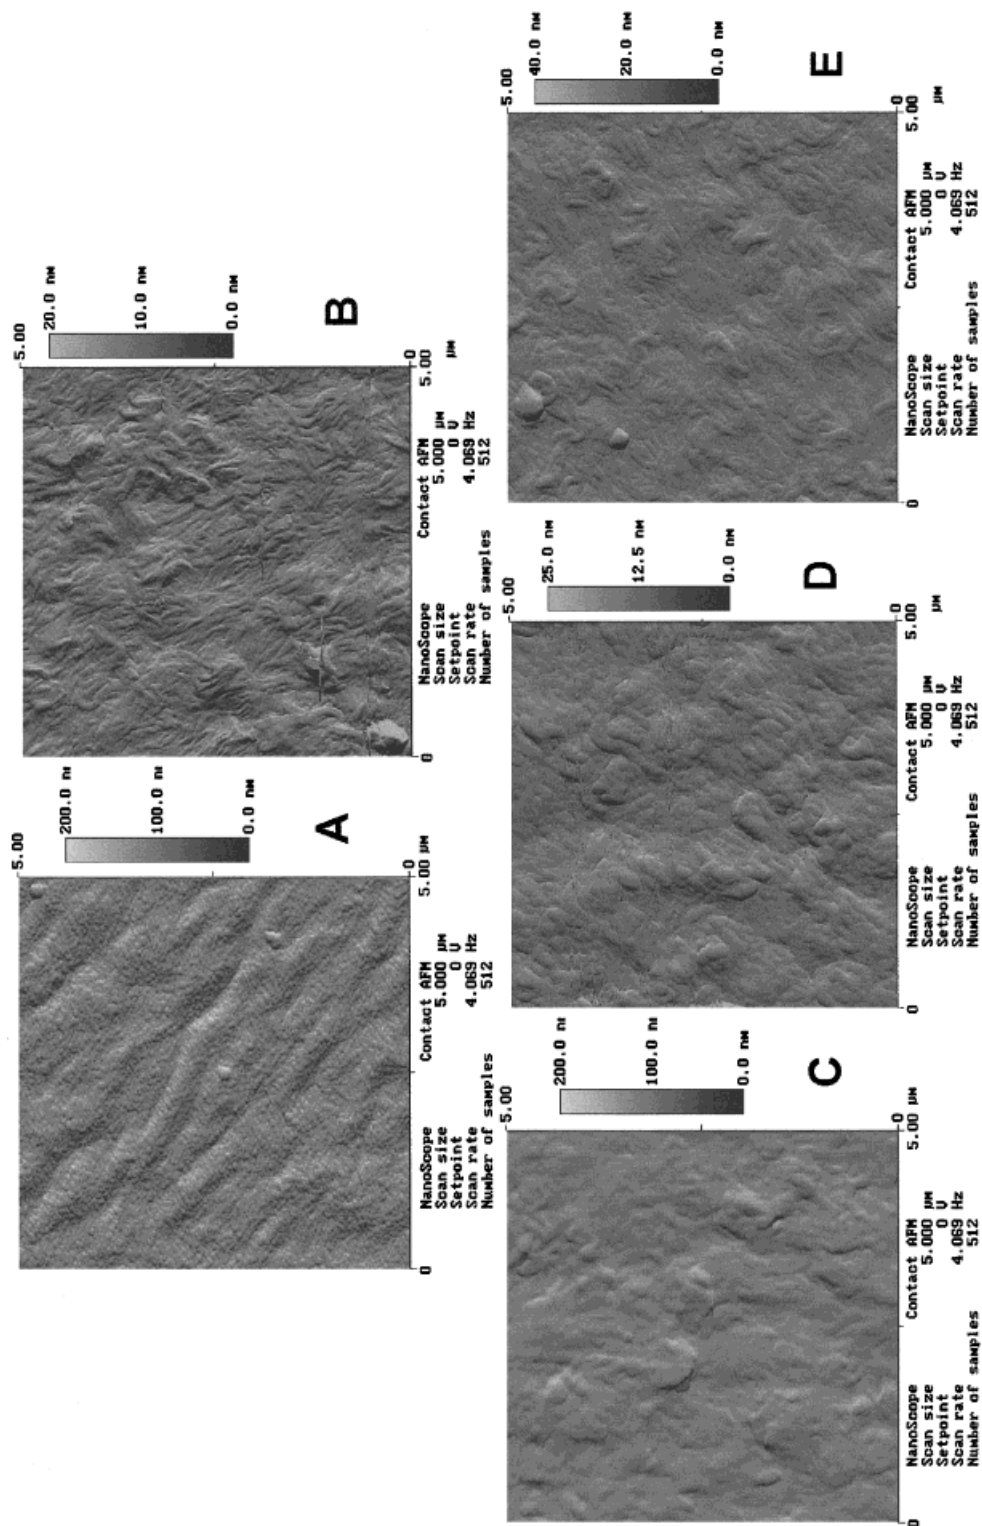 5.00
200.0 n
100.0
0.0 nM
0
0
5.00 µM
NanoScope Contact AFM
Scan size 5.000 µM
Setpoint 0 V
Scan rate 4.069 Hz
Number of samples 512
A
5.00
20.0 nM
10.0
0.0 nM
0
0
5.00
µM
NanoScope Contact AFM
Scan size 5.000 µM
Setpoint 0 V
Scan rate 4.069 Hz
Number of samples 512
B
5.00
200.0 n
100.0
0.0 nM
0
0
5.00 µM
NanoScope Contact AFM
Scan size 5.000 µM
Setpoint 0 V
Scan rate 4.069 Hz
Number of samples 512
C
5.00
25.0 nM
12.5
0.0 nM
0
0
5.00
µM
NanoScope Contact AFM
Scan size 5.000 µM
Setpoint 0 V
Scan rate 4.069 Hz
Number of samples 512
D
5.00
40.0 nM
20.0
0.0 nM
0
0
5.00
µM
NanoScope Contact AFM
Scan size 5.000 µM
Setpoint 0 V
Scan rate 4.069 Hz
Number of samples 512
E